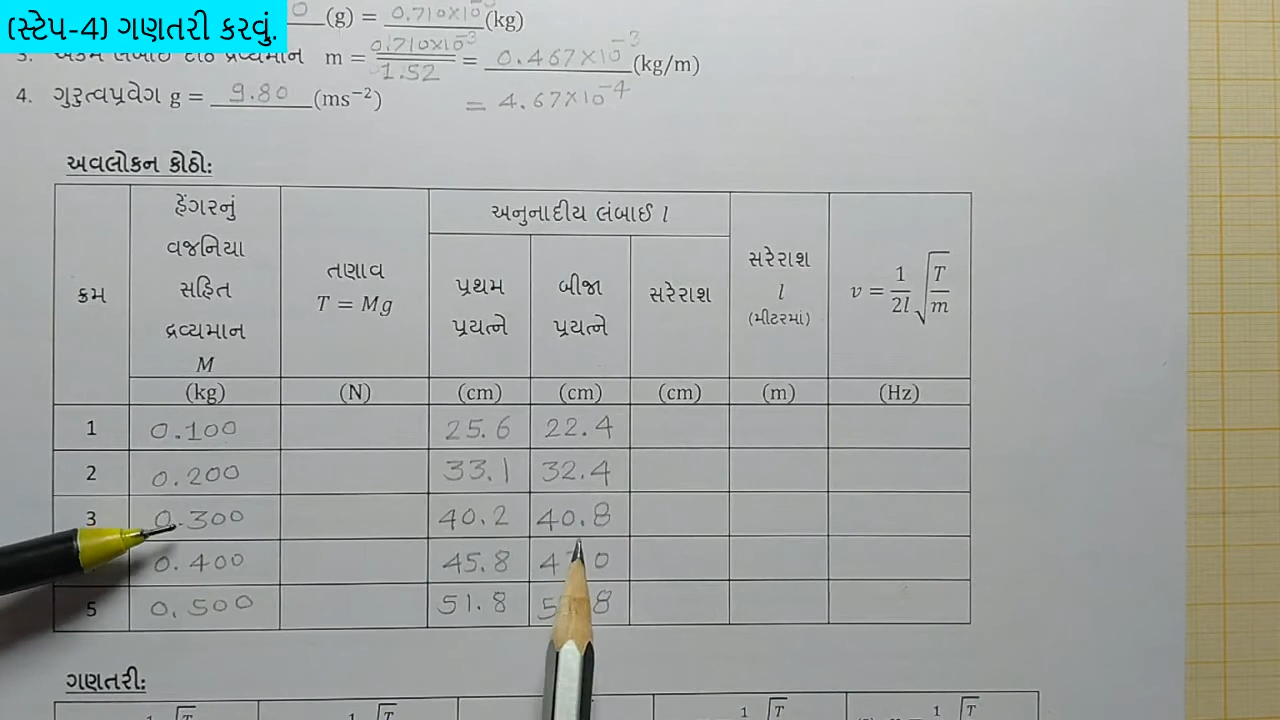 (સ્ટેપ-4) ગણતરી કરવું.
(g) = 0.710×10 (kg)
3. એકમ લંબાઈ દીઠ દ્રવ્યમાન m = 0.710×10⁻³ / 1.52 = 0.467×10⁻³ (kg/m)
4. ગુરુત્વપ્રવેગ g = 9.80 (ms⁻²) = 4.67×10⁻⁴
અવલોકન કોઠો:
ક્રમ
હેંગરનું
વજનિયા
સહિત
દ્રવ્યમાન
M
તણાવ
T = Mg
અનુનાદીય લંબાઈ l
પ્રથમ
પ્રયત્ને
બીજા
પ્રયત્ને
સરેરાશ
સરેરાશ
l
(મીટરમાં)
v = 1/2l √T/m
(kg) (N) (cm) (cm) (cm) (m) (Hz)
1 0.100 25.6 22.4
2 0.200 33.1 32.4
3 0.300 40.2 40.8
0.400 45.8
5 0.500 51.8
ગણતરી: